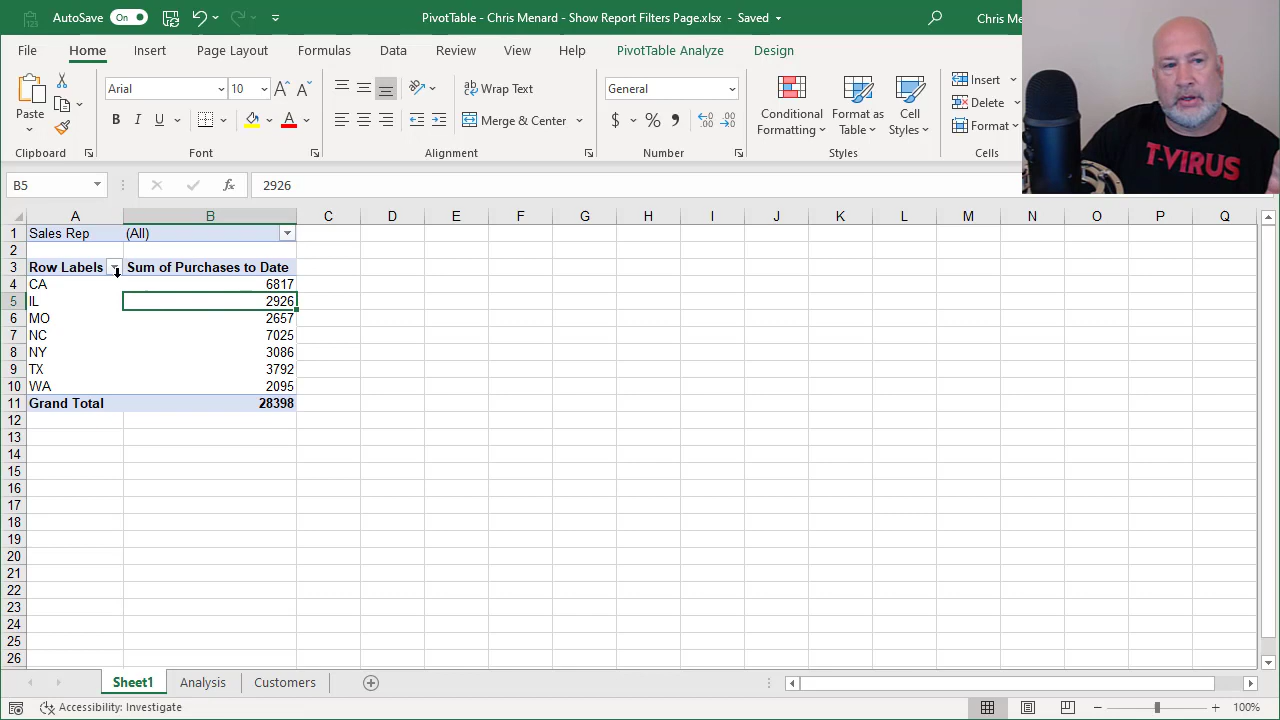 AutoSave On
PivotTable - Chris Menard - Show Report Filters Page.xlsx - Saved
Chris Men
File Home Insert Page Layout Formulas Data Review View Help PivotTable Analyze Design
Paste
Arial 10
B I U A
Wrap Text
Merge & Center
General
$ % ,
Conditional Formatting
Format as Table
Cell Styles
Insert
Delete
Format
Clipboard Font Alignment Number Styles Cells
T-VIRUS
B5 fx 2926
A B C D E F G H I J K L M N O P Q
1 Sales Rep (All)
2
3 Row Labels Sum of Purchases to Date
4 CA 6817
5 IL 2926
6 MO 2657
7 NC 7025
8 NY 3086
9 TX 3792
10 WA 2095
11 Grand Total 28398
12
13
14
15
16
17
18
19
20
21
22
23
24
25
26
Sheet1 Analysis Customers
Accessibility: Investigate
100%